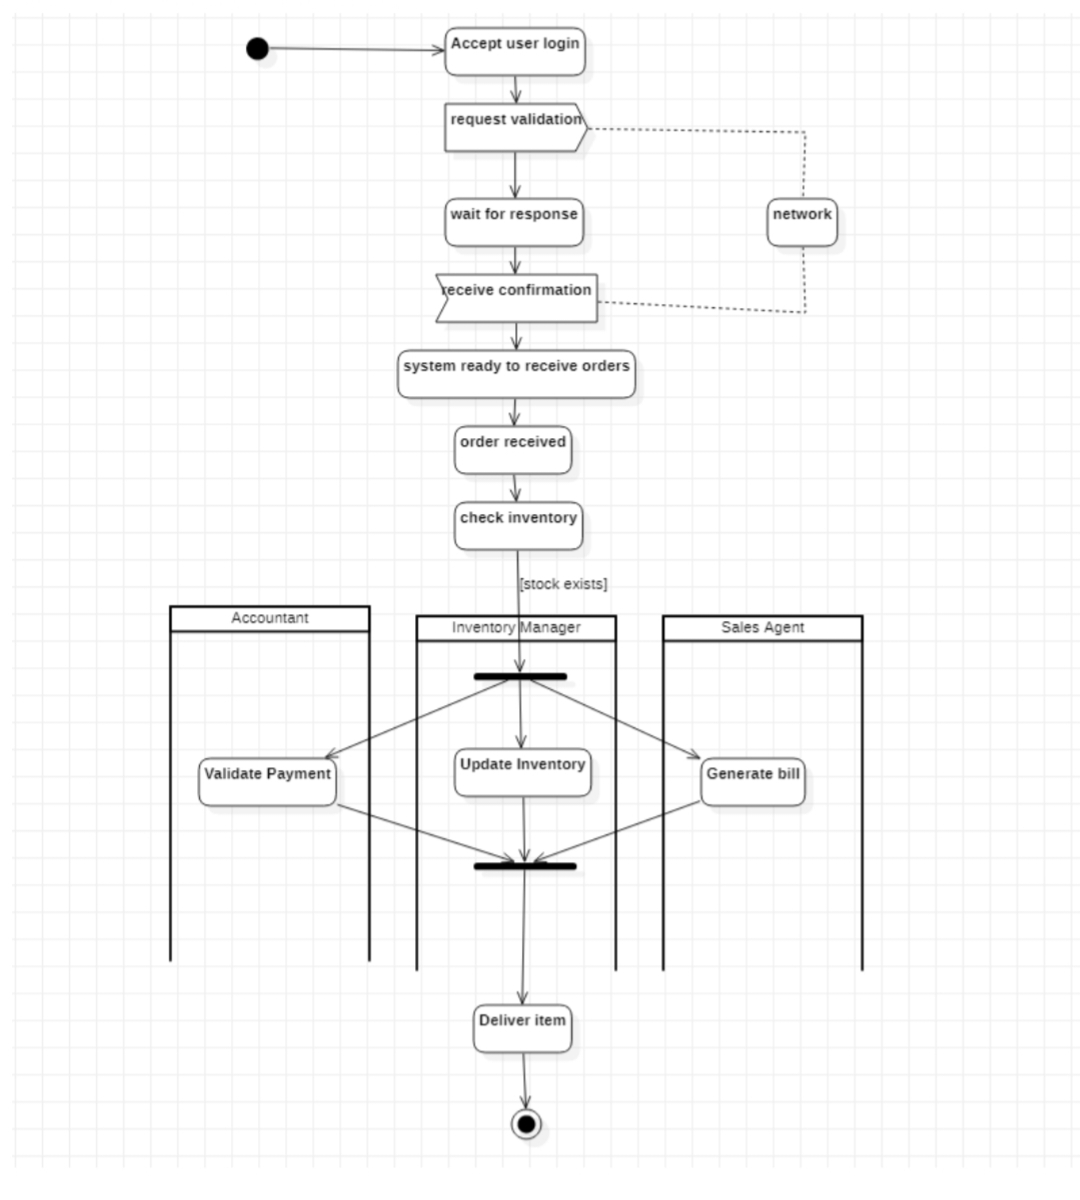 Accept user login
request validation
wait for response
network
receive confirmation
system ready to receive orders
order received
check inventory
[stock exists]
Accountant
Inventory Manager
Sales Agent
Validate Payment
Update Inventory
Generate bill
Deliver item